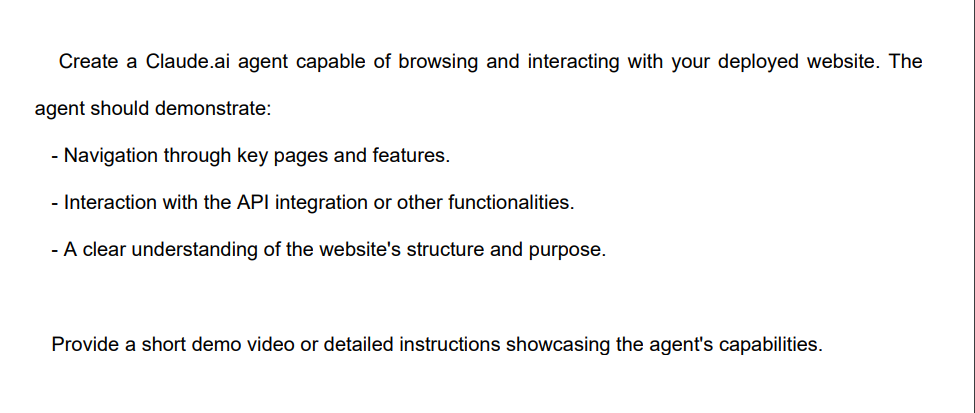 Create a Claude.ai agent capable of browsing and interacting with your deployed website. The
agent should demonstrate:
- Navigation through key pages and features.
- Interaction with the API integration or other functionalities.
- A clear understanding of the website's structure and purpose.
Provide a short demo video or detailed instructions showcasing the agent's capabilities.